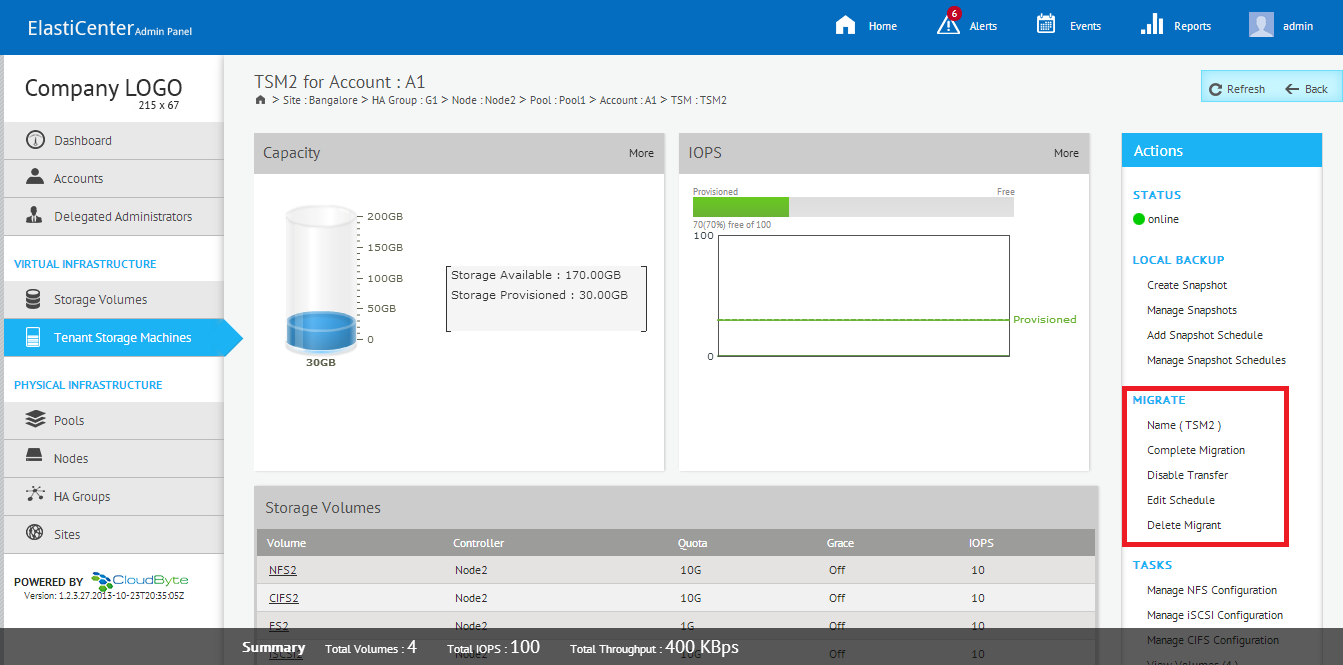 ElastiCenter Admin Panel
Home
6
Alerts
Events
Reports
admin
Company LOGO
215 x 67
Dashboard
Accounts
Delegated Administrators
VIRTUAL INFRASTRUCTURE
Storage Volumes
Tenant Storage Machines
PHYSICAL INFRASTRUCTURE
Pools
Nodes
HA Groups
Sites
POWERED BY CloudByte
Version: 1.2.3.27.2013-10-23T20:35:05Z
TSM2 for Account : A1
> Site : Bangalore > HA Group : G1 > Node : Node2 > Pool : Pool1 > Account : A1 > TSM : TSM2
Refresh
Back
Capacity More
200GB
150GB
100GB
50GB
0
30GB
Storage Available : 170.00GB
Storage Provisioned : 30.00GB
IOPS More
Provisioned Free
70(70%) free of 100
100
Provisioned
0
Storage Volumes
Volume Controller Quota Grace IOPS
NFS2 Node2 10G Off 10
CIFS2 Node2 10G Off 10
FS2 Node2 1G Off 10
ISCSI2 Node2 Off 10
Summary Total Volumes : 4 Total IOPS : 100 Total Throughput : 400 KBps
Actions
STATUS
online
LOCAL BACKUP
Create Snapshot
Manage Snapshots
Add Snapshot Schedule
Manage Snapshot Schedules
MIGRATE
Name ( TSM2 )
Complete Migration
Disable Transfer
Edit Schedule
Delete Migrant
TASKS
Manage NFS Configuration
Manage iSCSI Configuration
Manage CIFS Configuration
View Volumes (4 )